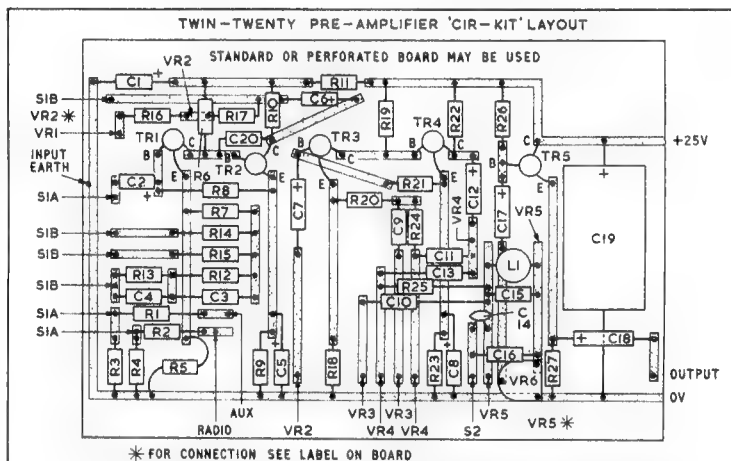 TWIN-TWENTY PRE-AMPLIFIER 'CIR-KIT' LAYOUT
STANDARD OR PERFORATED BOARD MAY BE USED
VR2
C1
R11
S1B
C6+
VR2*
R16
R17
R10
R19
R22
R26
VR1
TR1
C20
TR3
TR4
+25V
B
C
TR2
B
C
B
C
B
C
TR5
INPUT
EARTH
E
R6
B
C
E
E
E
C2
R8
R21
C12
VR4
C17
VR5
S1A
R7
C7
R20
C9
R24
C19
S1B
R14
S1B
R15
C11
L1
R13
R12
C13
S1B
R25
C4
C3
C10
C15
S1A
R1
C
14
S1A
R2
C18
R3
R4
R5
R9
C5
R18
R23
C8
C16
VR6
R27
OUTPUT
0V
AUX
VR3
VR3
VR5
VR5*
RADIO
VR2
VR4
VR4
S2
* FOR CONNECTION SEE LABEL ON BOARD